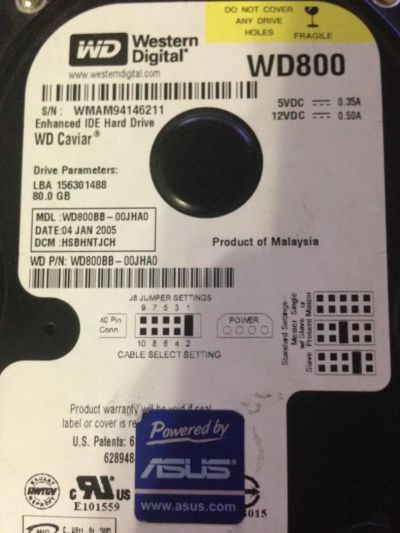 DO NOT COVER
ANY DRIVE
HOLES
FRAGILE
WD Western
Digital®
www.westerndigital.com
WD800
S/N: WMAM94146211
5VDC 0.35A
12VDC 0.50A
Enhanced IDE Hard Drive
WD Caviar®
Drive Parameters:
LBA 156301488
80.0 GB
MDL: WD800BB-00JHA0
DATE: 04 JAN 2005
DCM: HSBHNTJCH
Product of Malaysia
WD P/N: WD800BB-00JHA0
J8 JUMPER SETTINGS
9 7 5 3 1
40 Pin
Conn.
POWER
10 8 6 4 2
CABLE SELECT SETTING
Standard Settings
Master Single or Master
w/ Slave
Slave Present
Product warranty will be void if seal
label or cover is re
U.S. Patents: 6
628948
Powered by
ASUS
www.asus.com
C US
E101559
3015